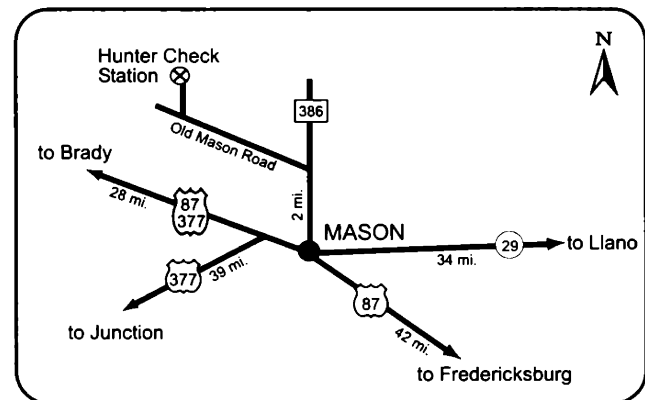 N
Hunter Check
Station
386
Old Mason Road
to Brady
28 mi.
87
377
2 mi.
MASON
29
to Llano
34 mi.
377
39 mi.
to Junction
87
42 mi.
to Fredericksburg